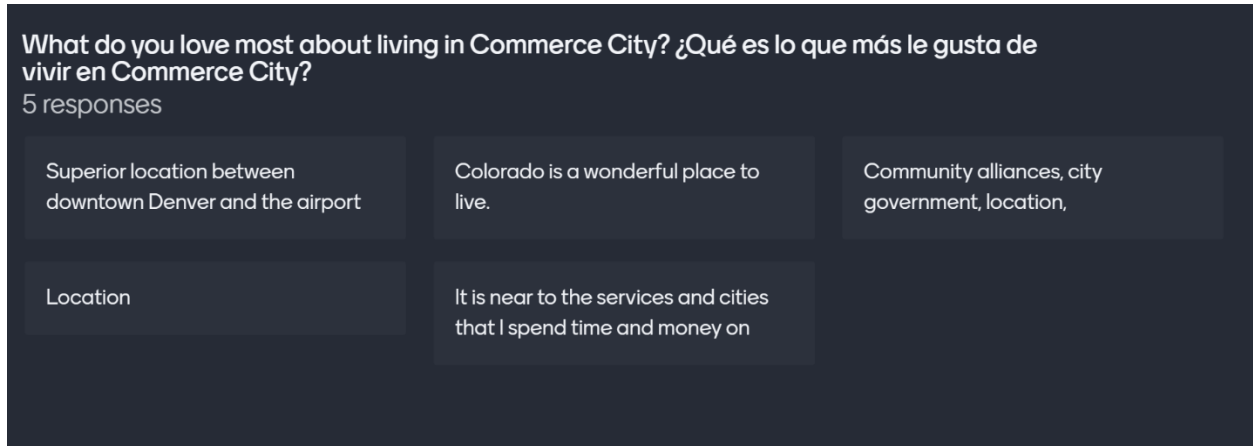 What do you love most about living in Commerce City? ¿Qué es lo que más le gusta de
vivir en Commerce City?
5 responses
Superior location between
downtown Denver and the airport
Colorado is a wonderful place to
live.
Community alliances, city
government, location,
Location
It is near to the services and cities
that I spend time and money on